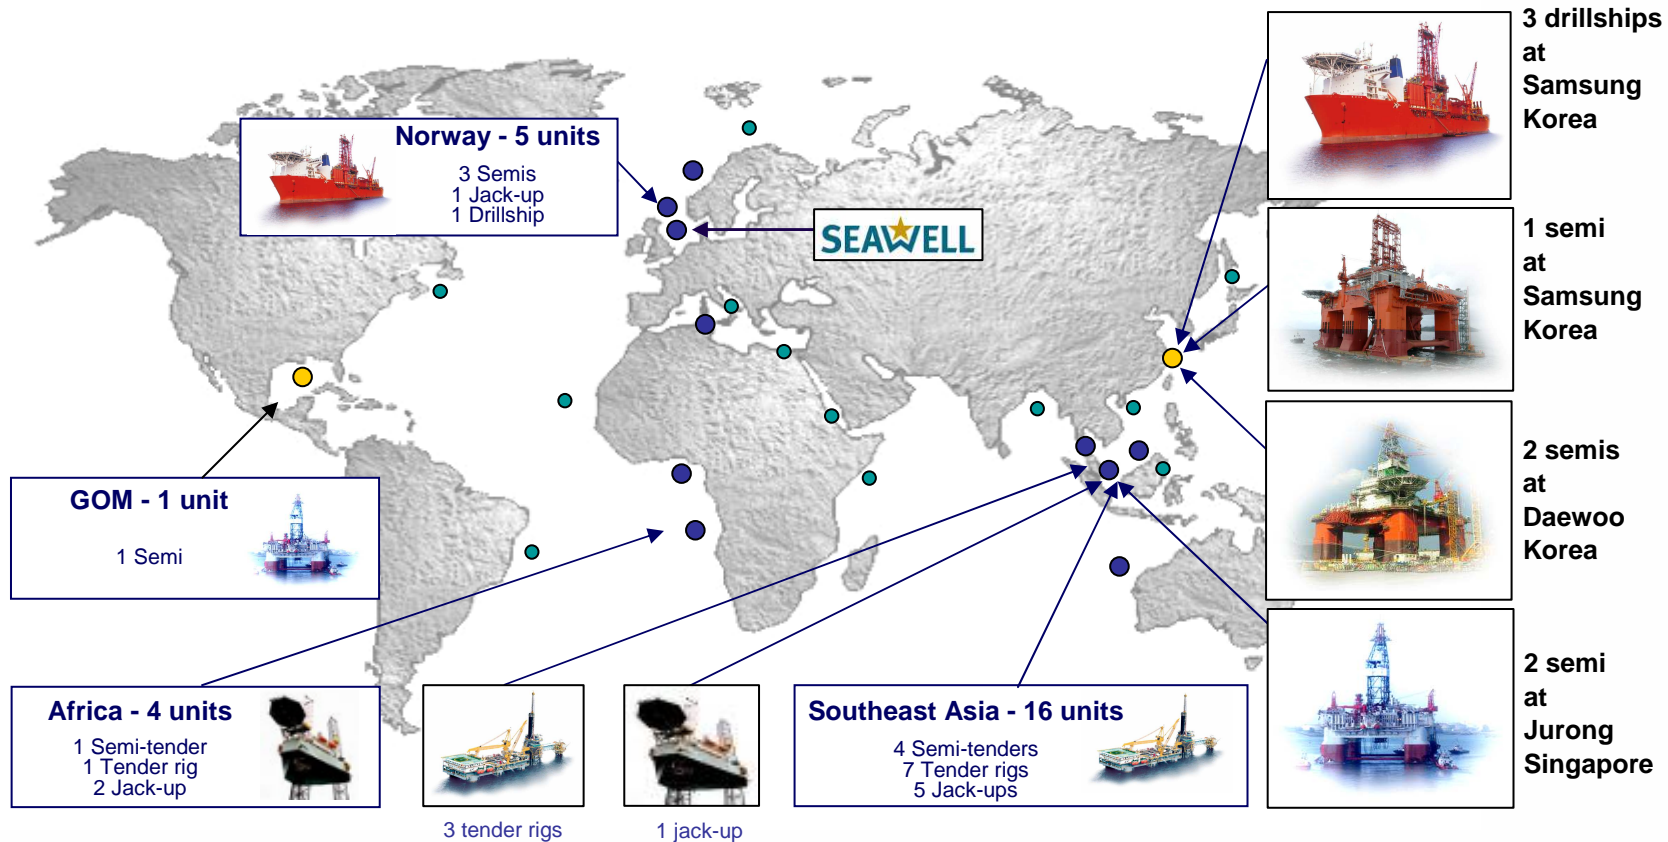 3 drillships
at
Samsung
Korea
Norway - 5 units
3 Semis
1 Jack-up
1 Drillship
SEAWELL
1 semi
at
Samsung
Korea
2 semis
at
Daewoo
Korea
GOM - 1 unit
1 Semi
2 semi
at
Jurong
Singapore
Africa - 4 units
1 Semi-tender
1 Tender rig
2 Jack-up
3 tender rigs
1 jack-up
Southeast Asia - 16 units
4 Semi-tenders
7 Tender rigs
5 Jack-ups